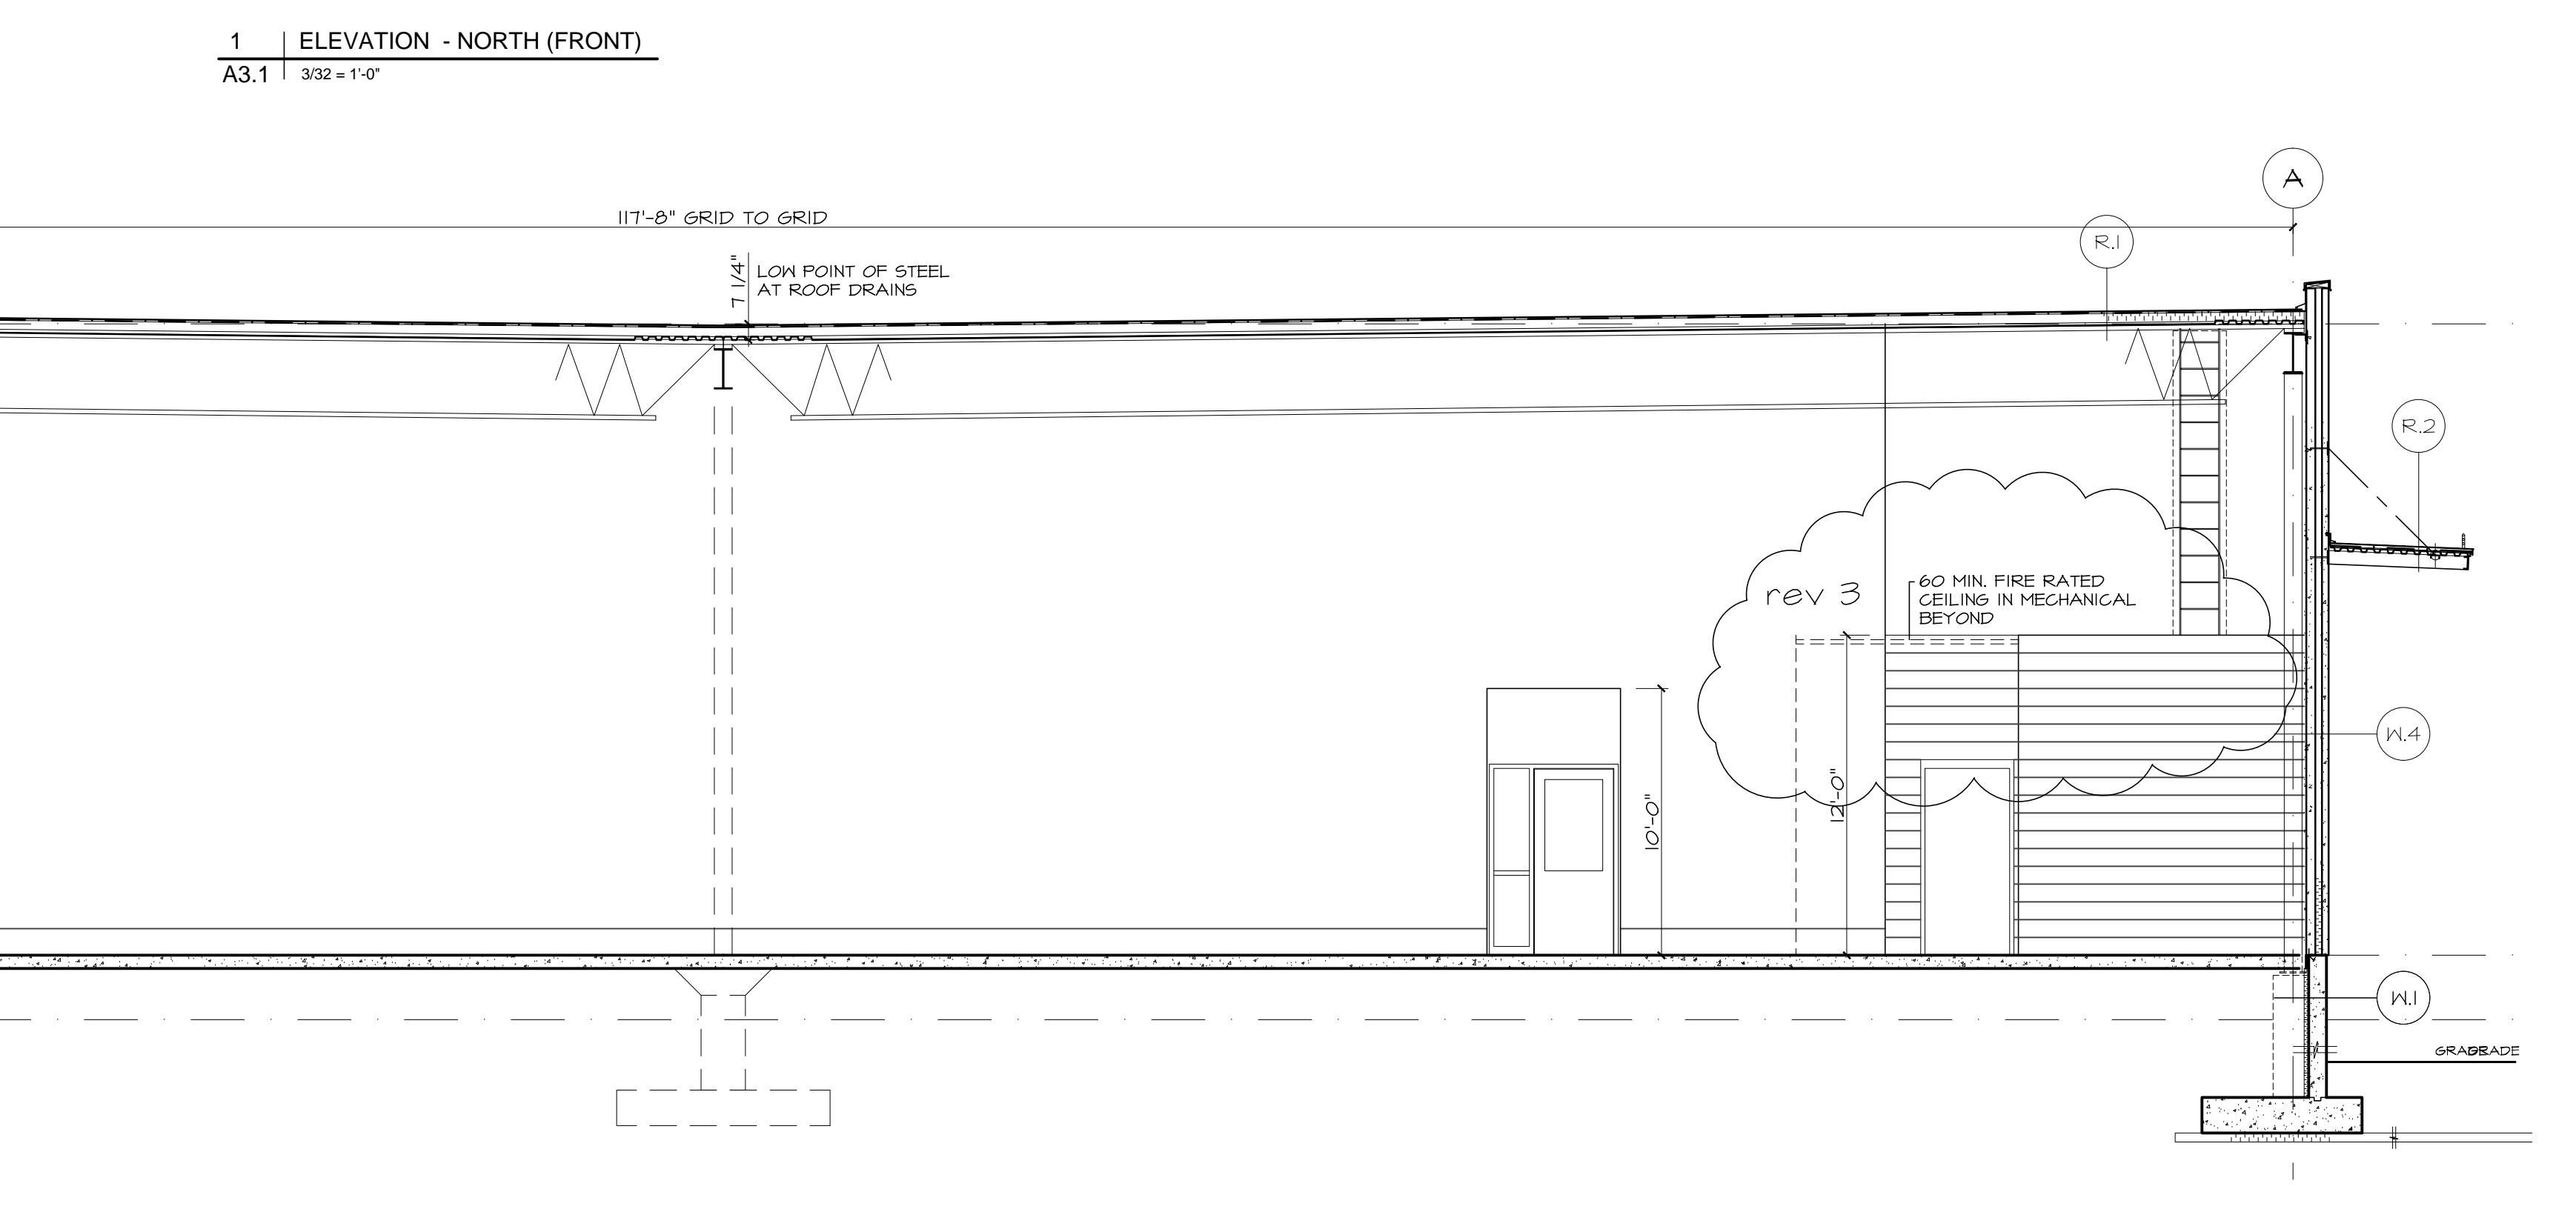 1
ELEVATION - NORTH (FRONT)
A3.1
3/32 = 1'-0"
A
117'-8" GRID TO GRID
R.1
7 1/4"
LOW POINT OF STEEL
AT ROOF DRAINS
R.2
rev 3
60 MIN. FIRE RATED
CEILING IN MECHANICAL
BEYOND
W.4
10'-0"
12'-0"
W.1
GRADE